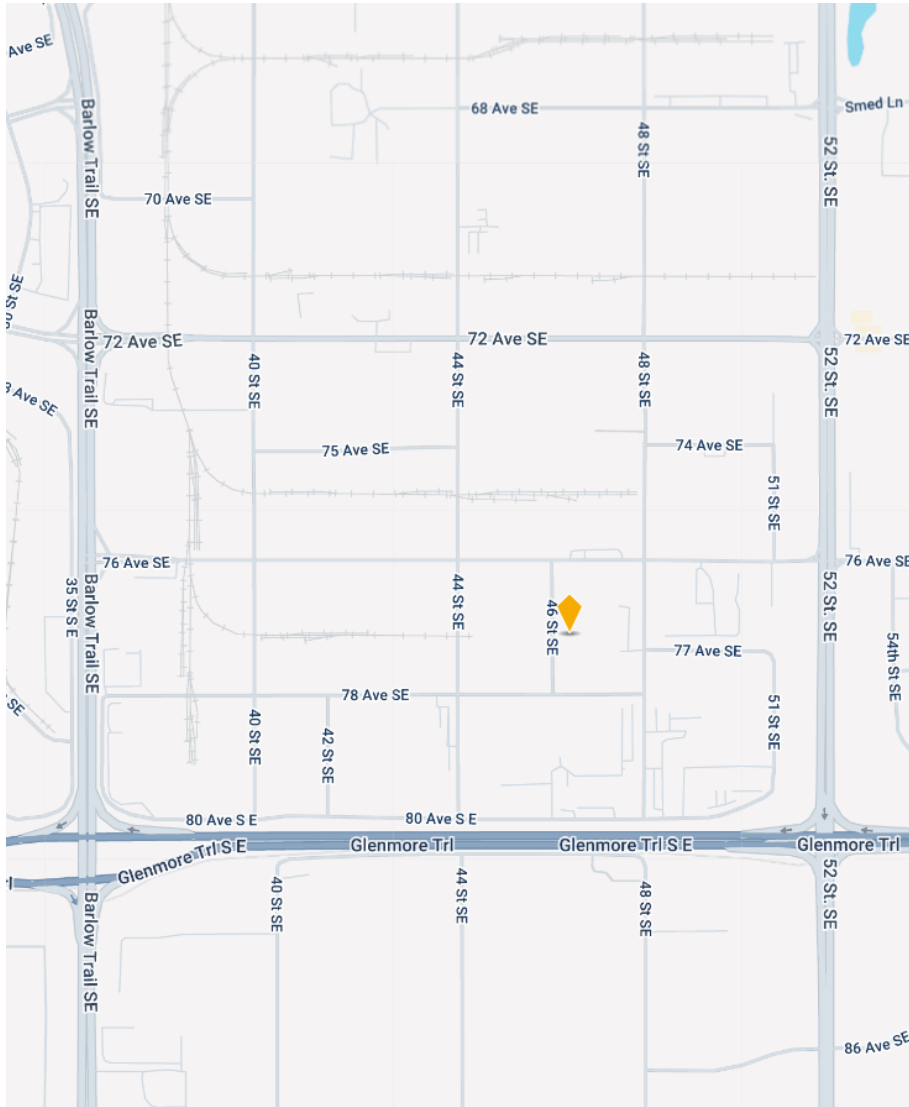 Ave SE
Barlow Trail SE
68 Ave SE
Smed Ln
48 St SE
52 St. SE
70 Ave SE
St SE
Barlow Trail SE
72 Ave SE
72 Ave SE
72 Ave SE
40 St SE
44 St SE
48 St SE
52 St. SE
Ave SE
75 Ave SE
74 Ave SE
51 St SE
76 Ave SE
76 Ave SE
35 St S E
Barlow Trail SE
44 St SE
46 St SE
52 St. SE
54th St SE
77 Ave SE
78 Ave SE
SE
40 St SE
42 St SE
51 St SE
80 Ave S E
80 Ave S E
Glenmore Trl S E
Glenmore Trl
Glenmore Trl S E
Glenmore Trl
Barlow Trail SE
40 St SE
44 St SE
48 St SE
52 St. SE
86 Ave SE